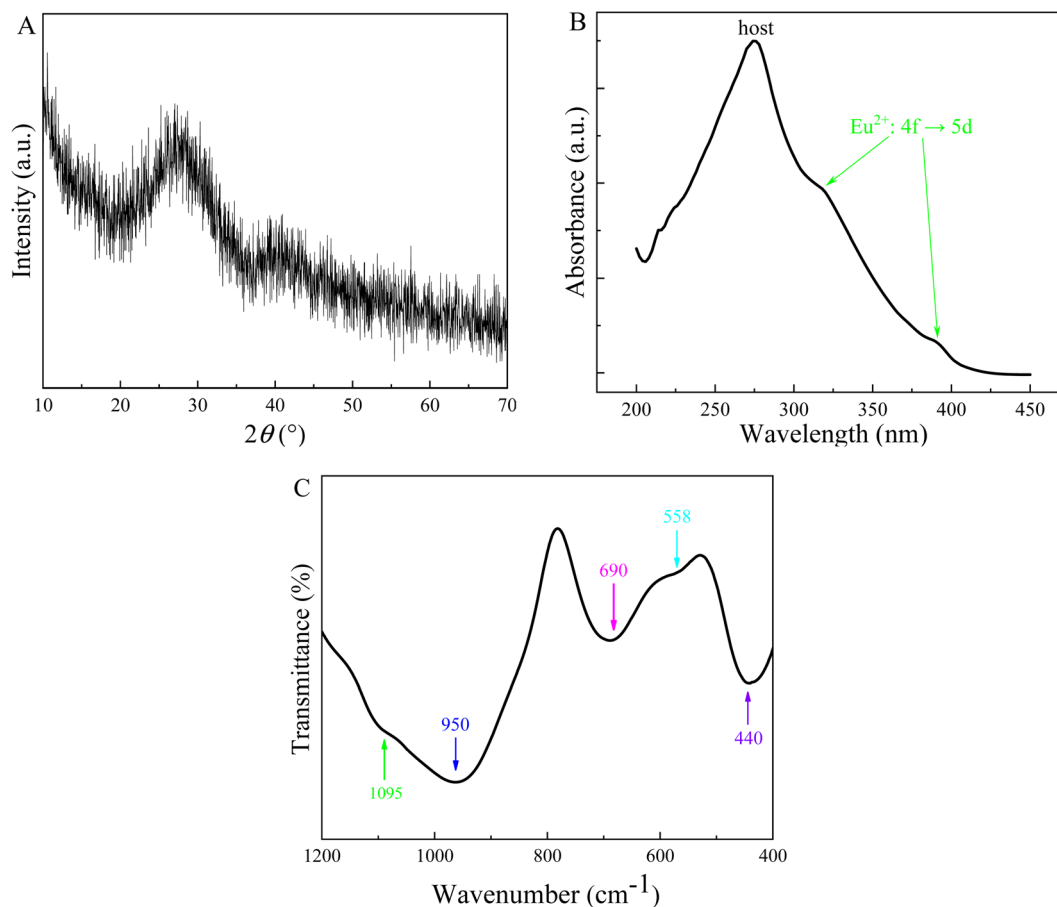 A
Intensity (a.u.)
10 20 30 40 50 60 70
2θ (°)
B
host
Eu²⁺: 4f → 5d
Absorbance (a.u.)
200 250 300 350 400 450
Wavelength (nm)
C
558
690
950
1095
440
Transmittance (%)
1200 1000 800 600 400
Wavenumber (cm⁻¹)